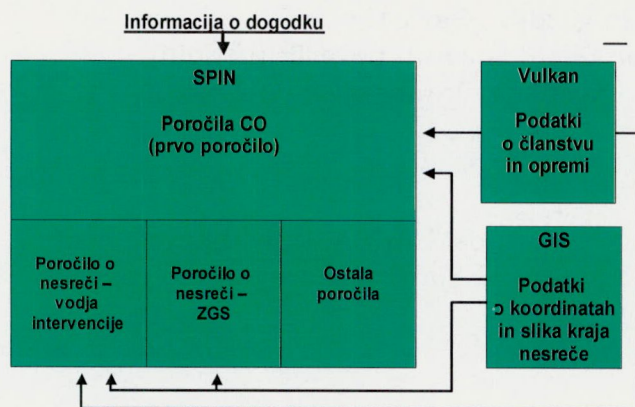 Informacija o dogodku
SPIN
Poročila CO
(prvo poročilo)
Poročilo o
nesreči –
vodja
intervencije
Poročilo o
nesreči –
ZGS
Ostala
poročila
Vulkan
Podatki
o članstvu
in opremi
GIS
Podatki
o koordinatah
in slika kraja
nesreče